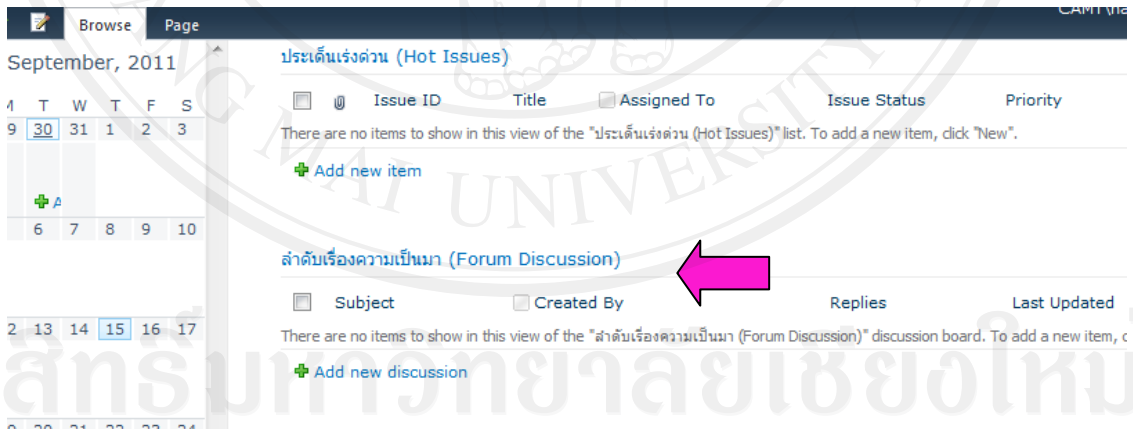 Browse Page
September, 2011
T W T F S
9 30 31 1 2 3
6 7 8 9 10
2 13 14 15 16 17
ประเด็นเร่งด่วน (Hot Issues)
Issue ID Title Assigned To Issue Status Priority
There are no items to show in this view of the "ประเด็นเร่งด่วน (Hot Issues)" list. To add a new item, click "New".
Add new item
ลำดับเรื่องความเป็นมา (Forum Discussion)
Subject Created By Replies Last Updated
There are no items to show in this view of the "ลำดับเรื่องความเป็นมา (Forum Discussion)" discussion board. To add a new item,
Add new discussion
MAI UNIVERSITY
สิทธิ์มหาวิทยาลัยเชียงใหม่